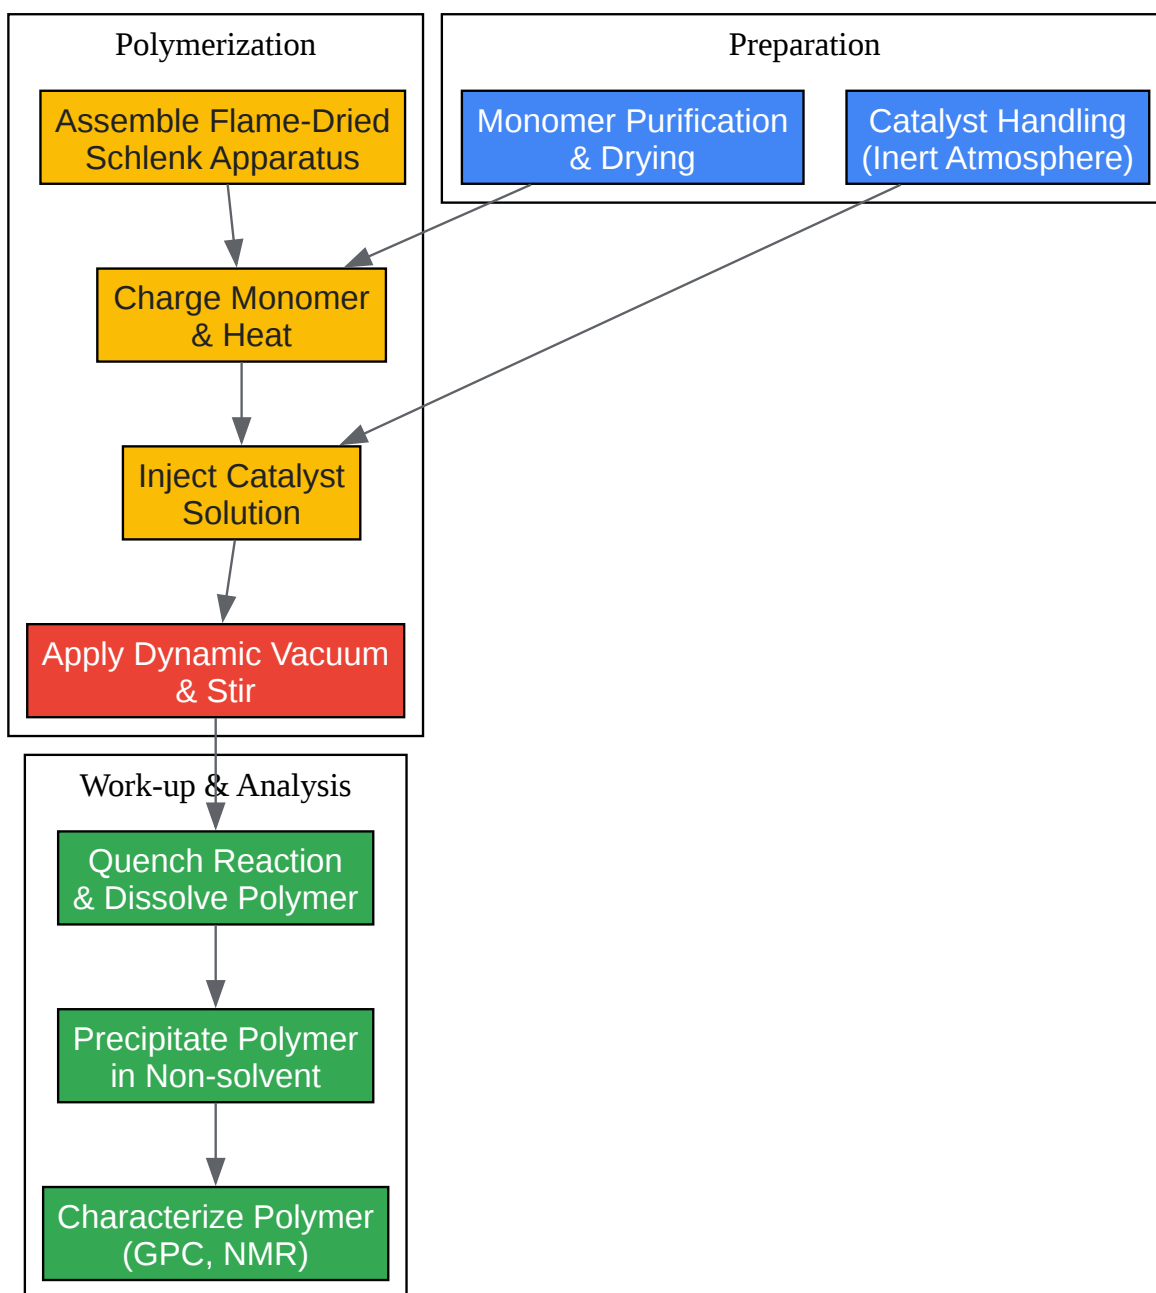 Polymerization
Assemble Flame-Dried
Schlenk Apparatus
Charge Monomer
& Heat
Inject Catalyst
Solution
Apply Dynamic Vacuum
& Stir
Preparation
Monomer Purification
& Drying
Catalyst Handling
(Inert Atmosphere)
Work-up & Analysis
Quench Reaction
& Dissolve Polymer
Precipitate Polymer
in Non-solvent
Characterize Polymer
(GPC, NMR)